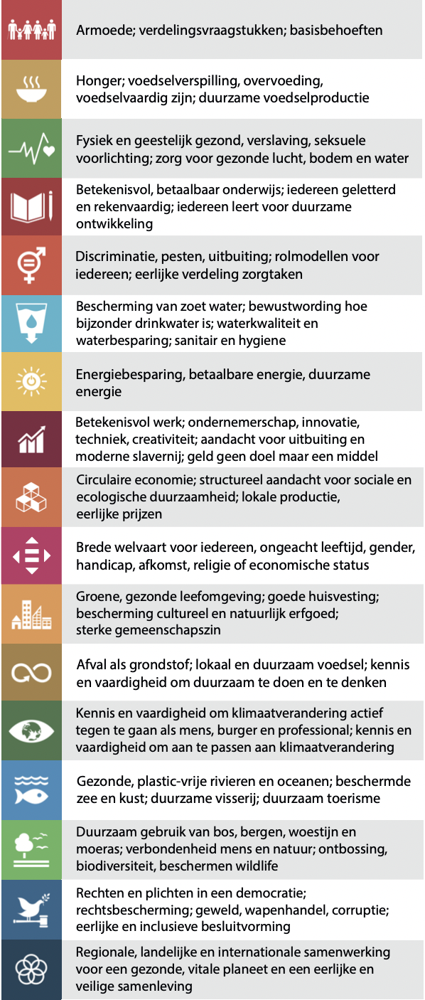 Armoede; verdelingsvraagstukken; basisbehoeften
Honger; voedselverspilling, overvoeding,
voedselvaardig zijn; duurzame voedselproductie
Fysiek en geestelijk gezond, verslaving, seksuele
voorlichting; zorg voor gezonde lucht, bodem en water
Betekenisvol, betaalbaar onderwijs; iedereen geletterd
en rekenvaardig; iedereen leert voor duurzame
ontwikkeling
Discriminatie, pesten, uitbuiting; rolmodellen voor
iedereen; eerlijke verdeling zorgtaken
Bescherming van zoet water; bewustwording hoe
bijzonder drinkwater is; waterkwaliteit en
waterbesparing; sanitair en hygiene
Energiebesparing, betaalbare energie, duurzame
energie
Betekenisvol werk; ondernemerschap, innovatie,
techniek, creativiteit; aandacht voor uitbuiting en
moderne slavernij; geld geen doel maar een middel
Circulaire economie; structureel aandacht voor sociale en
ecologische duurzaamheid; lokale productie,
eerlijke prijzen
Brede welvaart voor iedereen, ongeacht leeftijd, gender,
handicap, afkomst, religie of economische status
Groene, gezonde leefomgeving; goede huisvesting;
bescherming cultureel en natuurlijk erfgoed;
sterke gemeenschapszin
Afval als grondstof; lokaal en duurzaam voedsel; kennis
en vaardigheid om duurzaam te doen en te denken
Kennis en vaardigheid om klimaatverandering actief
tegen te gaan als mens, burger en professional; kennis en
vaardigheid om aan te passen aan klimaatverandering
Gezonde, plastic-vrije rivieren en oceanen; beschermde
zee en kust; duurzame visserij; duurzaam toerisme
Duurzaam gebruik van bos, bergen, woestijn en
moeras; verbondenheid mens en natuur; ontbossing,
biodiversiteit, beschermen wildlife
Rechten en plichten in een democratie;
rechtsbescherming; geweld, wapenhandel, corruptie;
eerlijke en inclusieve besluitvorming
Regionale, landelijke en internationale samenwerking
voor een gezonde, vitale planeet en een eerlijke en
veilige samenleving